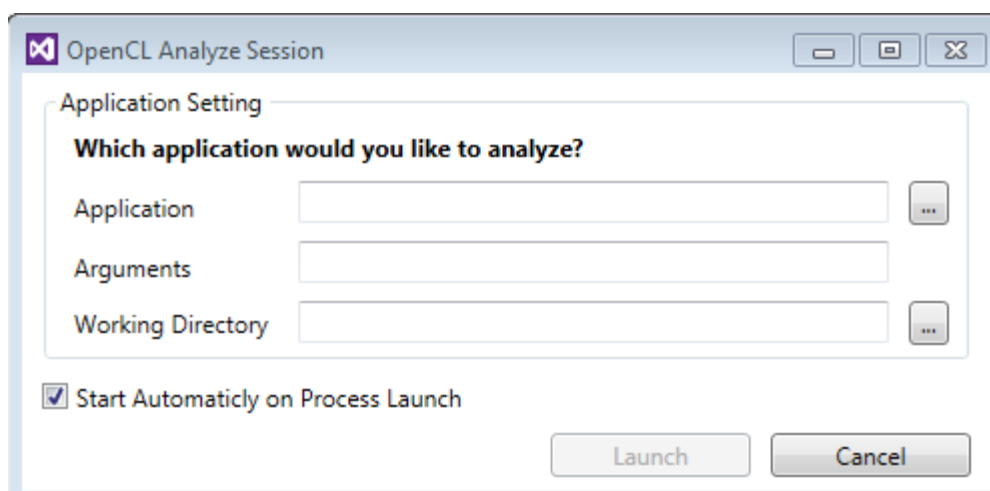 OpenCL Analyze Session
Application Setting
Which application would you like to analyze?
Application
...
Arguments
Working Directory
...
Start Automaticly on Process Launch
Launch Cancel